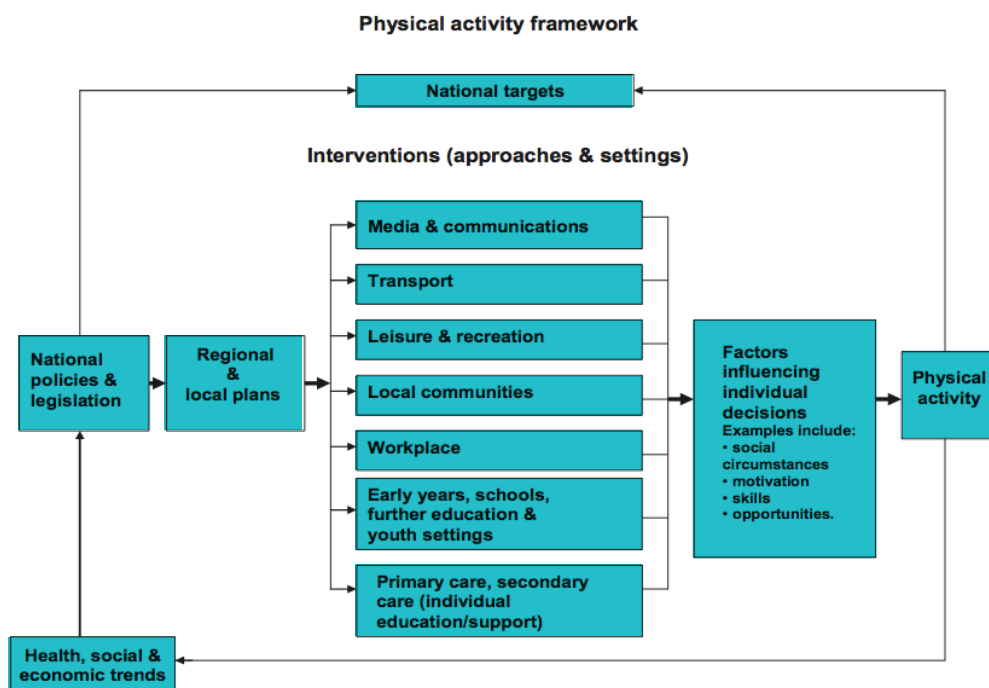 Physical activity framework
National targets
Interventions (approaches & settings)
Media & communications
Transport
Leisure & recreation
Local communities
Workplace
Early years, schools,
further education &
youth settings
Primary care, secondary
care (individual
education/support)
National
policies &
legislation
Regional
&
local plans
Factors
influencing
individual
decisions
Examples include:
• social
circumstances
• motivation
• skills
• opportunities.
Physical
activity
Health, social &
economic trends